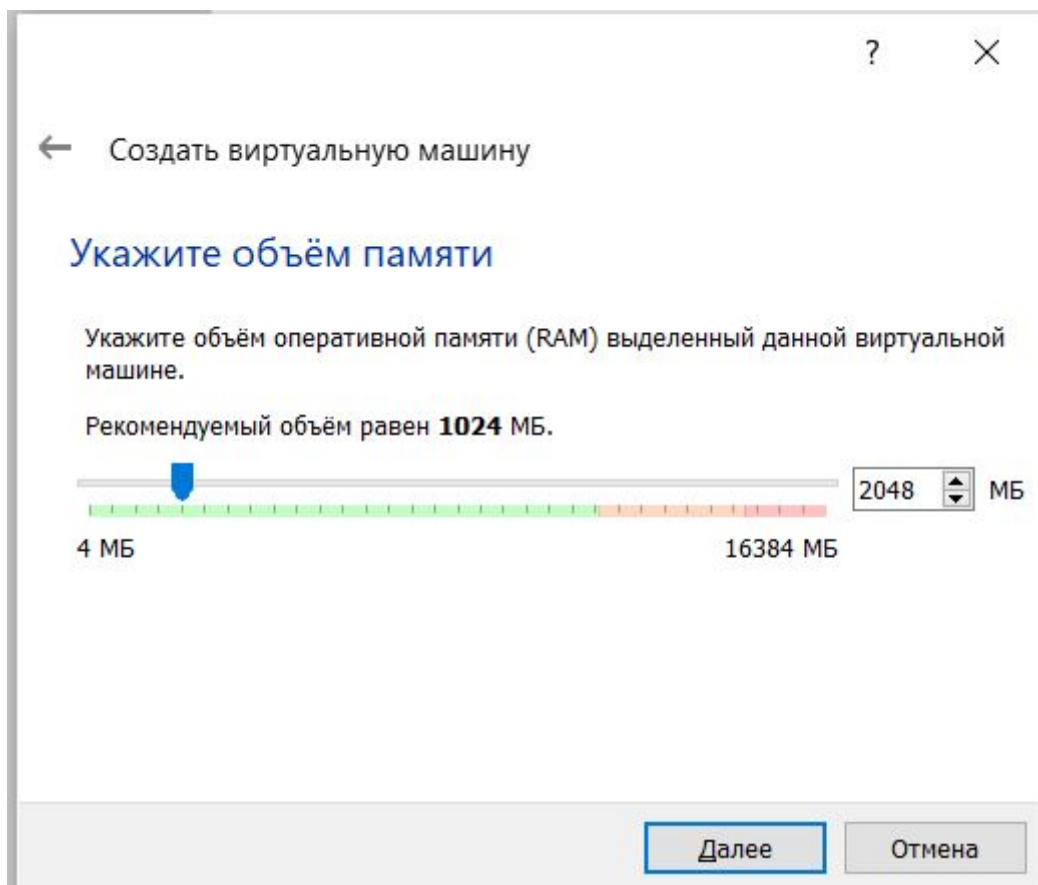 ?
Создать виртуальную машину
Укажите объём памяти
Укажите объём оперативной памяти (RAM) выделенный данной виртуальной
машине.
Рекомендуемый объём равен 1024 МБ.
2048 МБ
4 МБ 16384 МБ
Далее Отмена